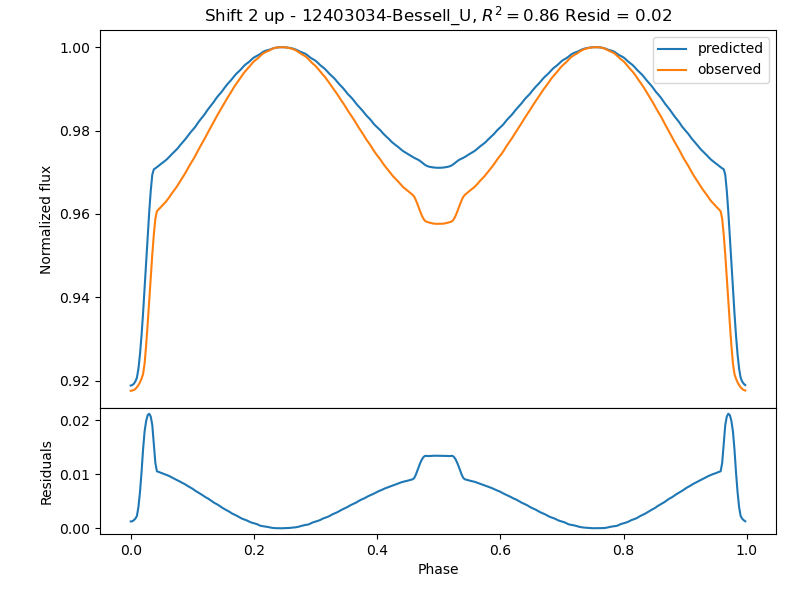 Shift 2 up - 12403034-Bessell_U, R² = 0.86 Resid = 0.02
predicted
observed
Normalized flux
1.00
0.98
0.96
0.94
0.92
Residuals
0.02
0.01
0.00
0.0 0.2 0.4 0.6 0.8 1.0
Phase